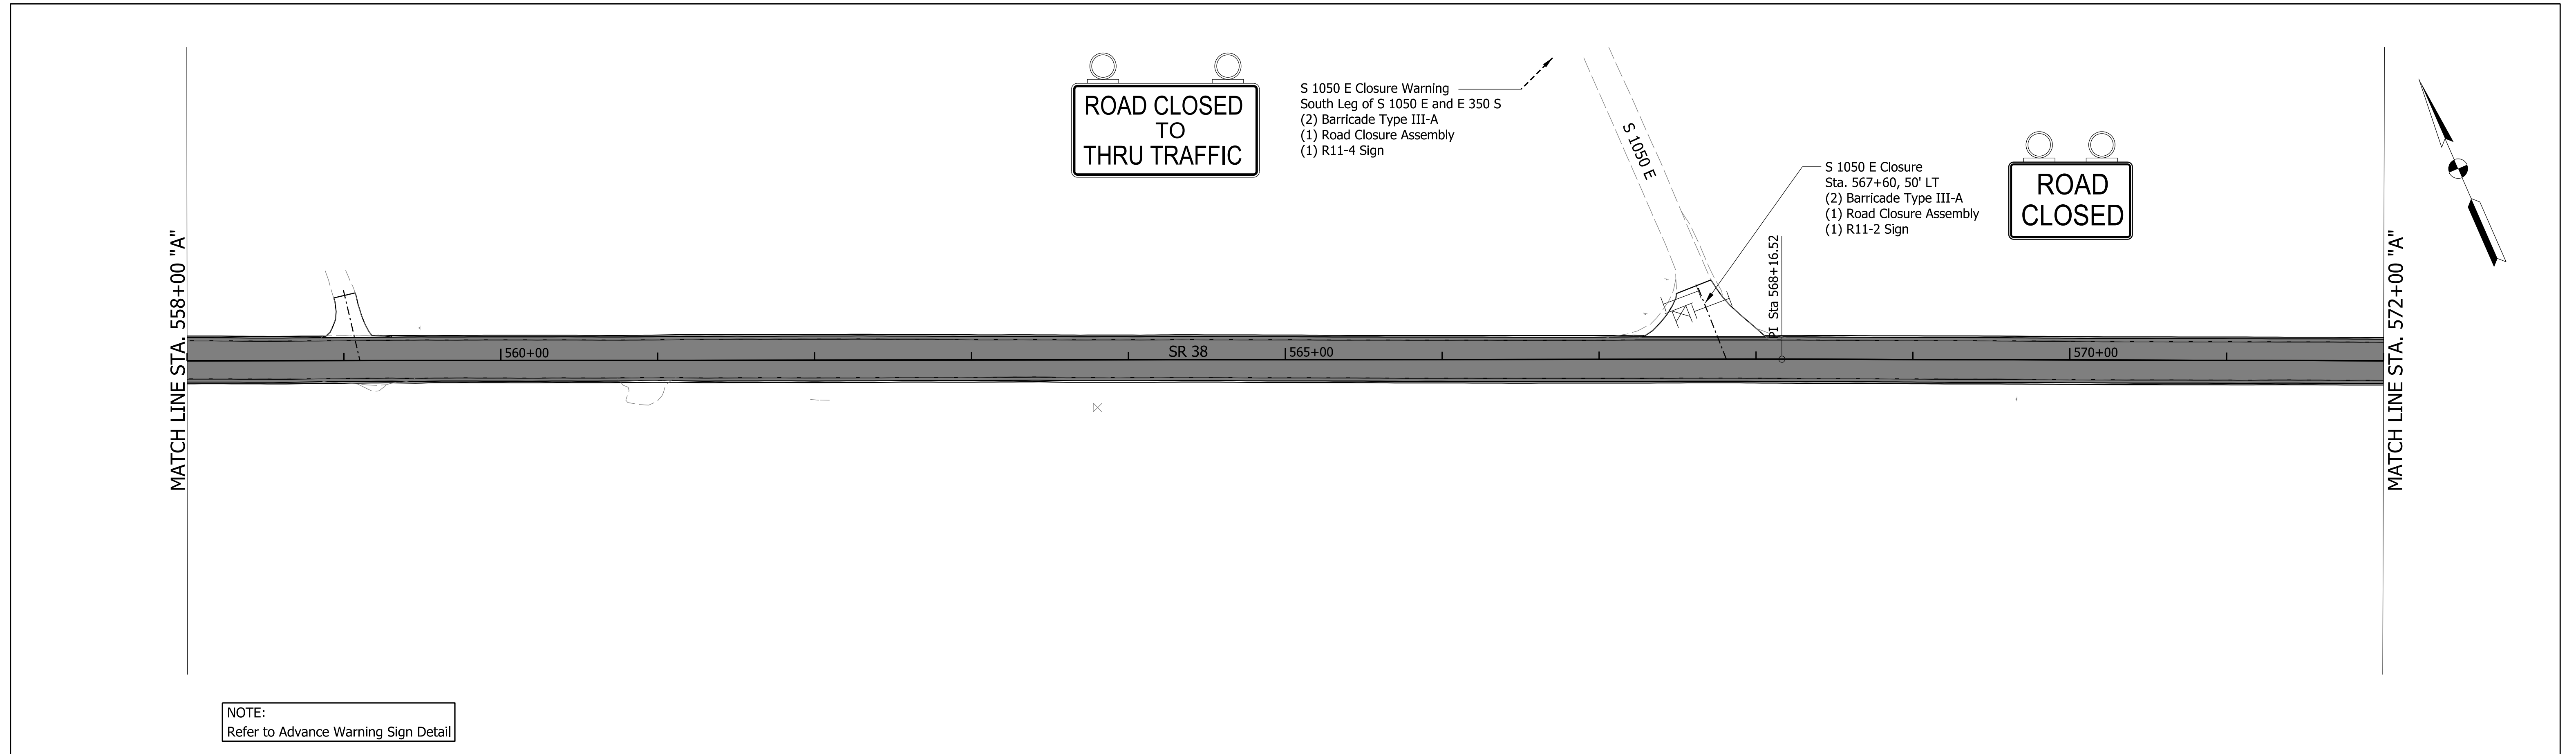 ROAD CLOSED
TO
THRU TRAFFIC
S 1050 E Closure Warning
South Leg of S 1050 E and E 350 S
(2) Barricade Type III-A
(1) Road Closure Assembly
(1) R11-4 Sign
S 1050 E
S 1050 E Closure
Sta. 567+60, 50' LT
(2) Barricade Type III-A
(1) Road Closure Assembly
(1) R11-2 Sign
ROAD
CLOSED
MATCH LINE STA. 558+00 "A"
PI Sta 568+16.52
MATCH LINE STA. 572+00 "A"
560+00
SR 38
565+00
570+00
NOTE:
Refer to Advance Warning Sign Detail